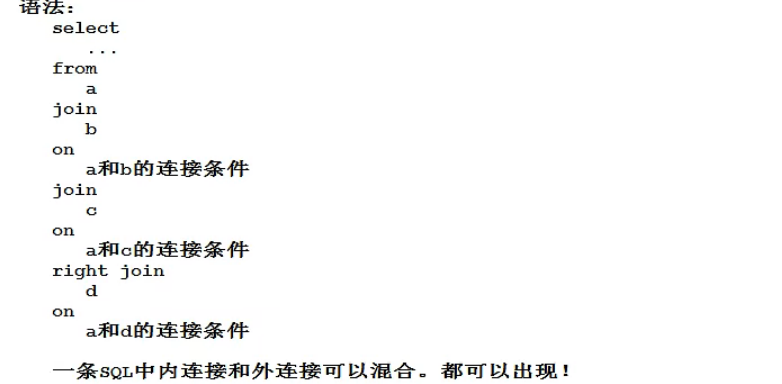 语法：
select
...
from
a
join
b
on
a和b的连接条件
join
c
on
a和c的连接条件
right join
d
on
a和d的连接条件
一条SQL中内连接和外连接可以混合。都可以出现！